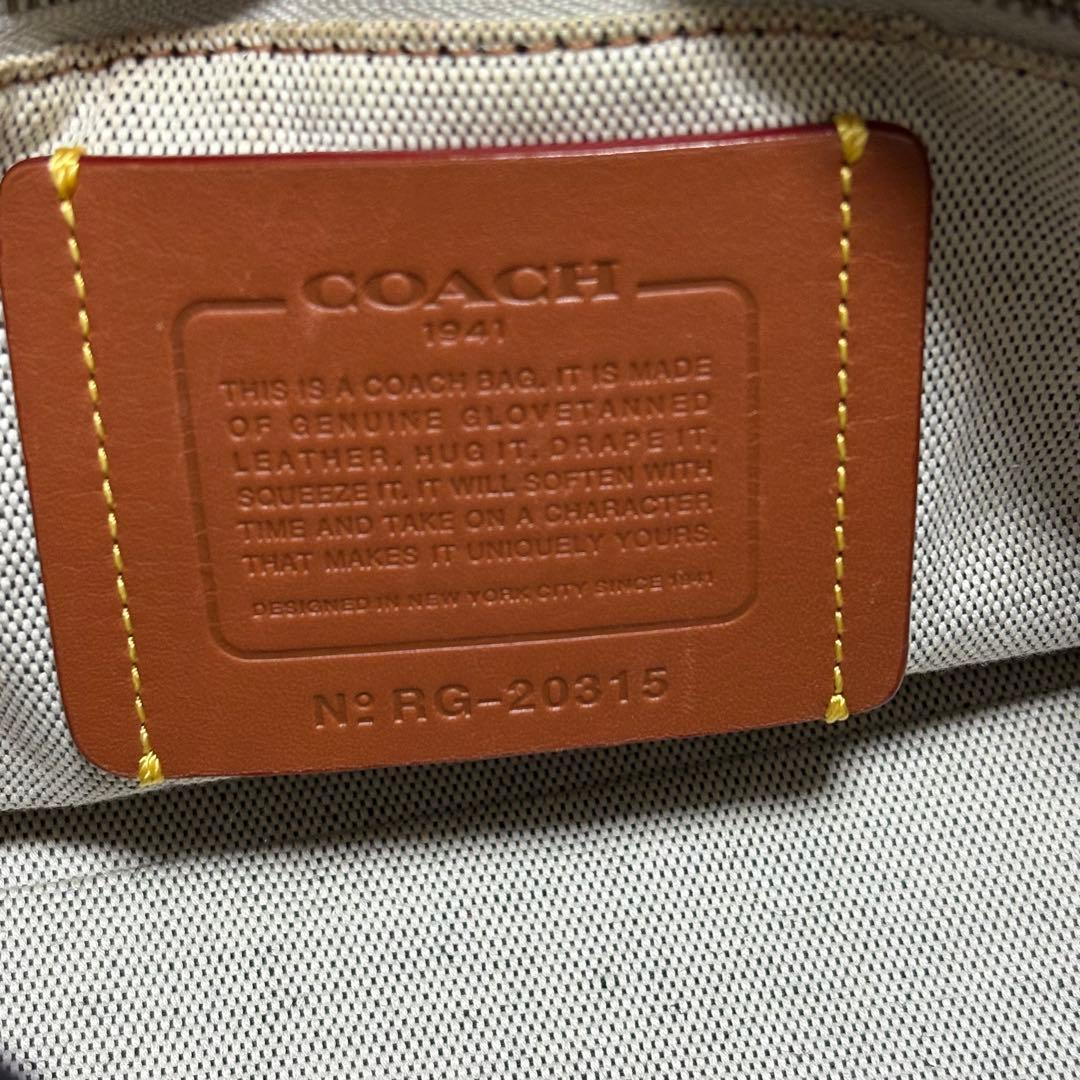 COACH
1941
THIS IS A COACH BAG. IT IS MADE
OF GENUINE GLOVETANNED
LEATHER. HUG IT. DRAPE IT.
SQUEEZE IT. IT WILL SOFTEN WITH
TIME AND TAKE ON A CHARACTER
THAT MAKES IT UNIQUELY YOURS.
DESIGNED IN NEW YORK CITY SINCE 1941
Nº RG-20315